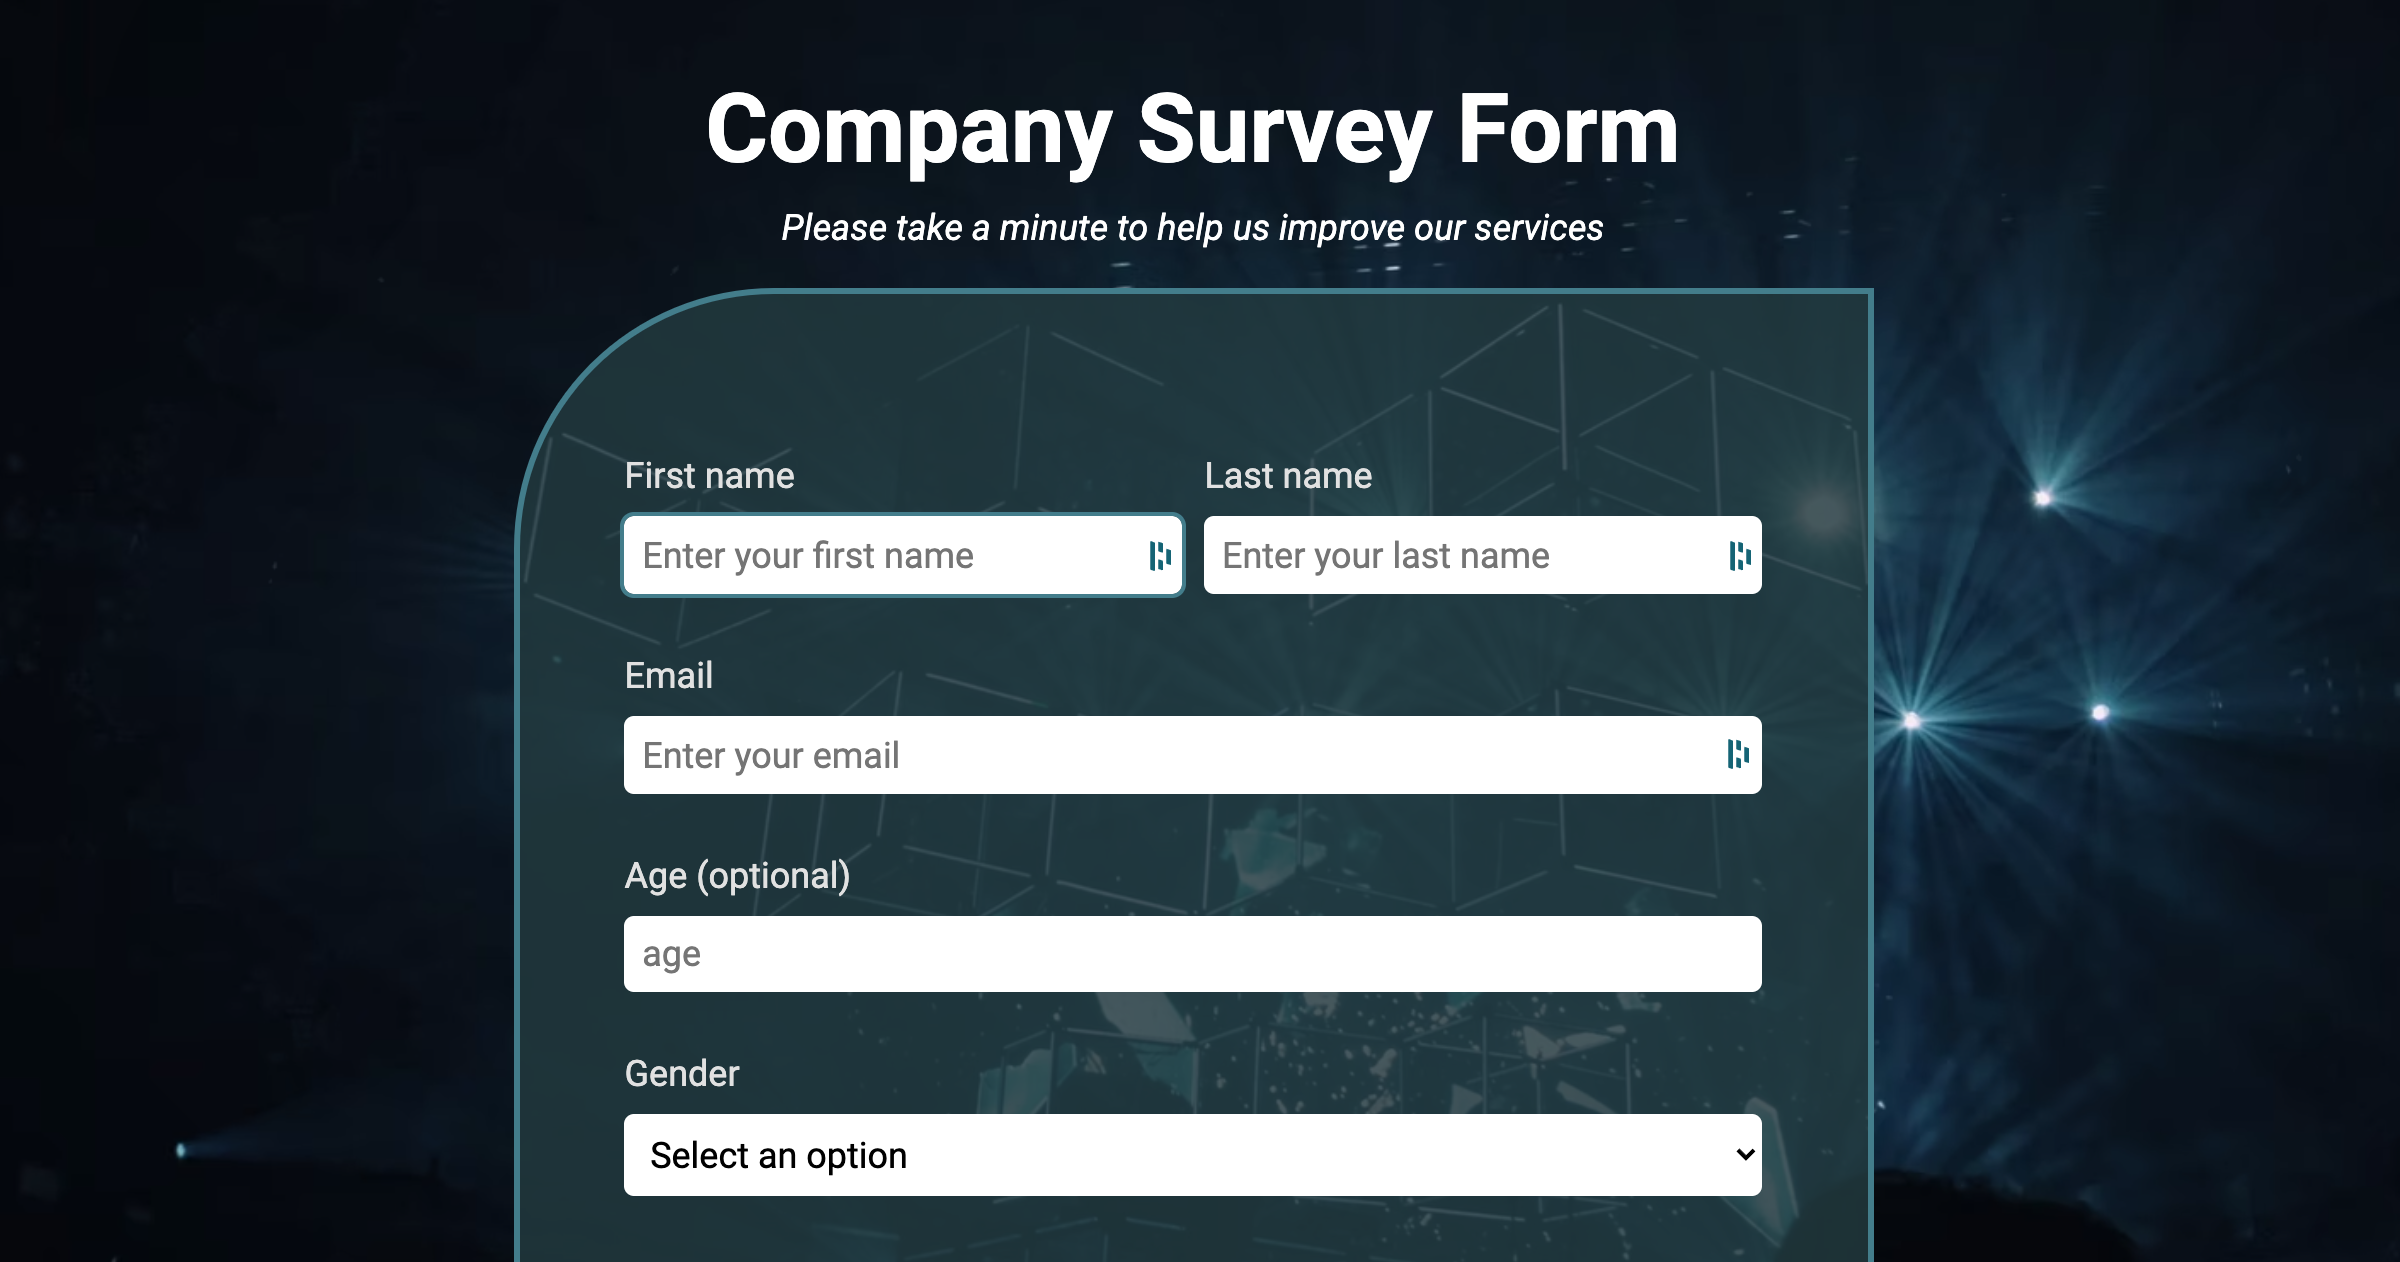 Company Survey Form
Please take a minute to help us improve our services
First name
Last name
Enter your first name
Enter your last name
Email
Enter your email
Age (optional)
age
Gender
Select an option